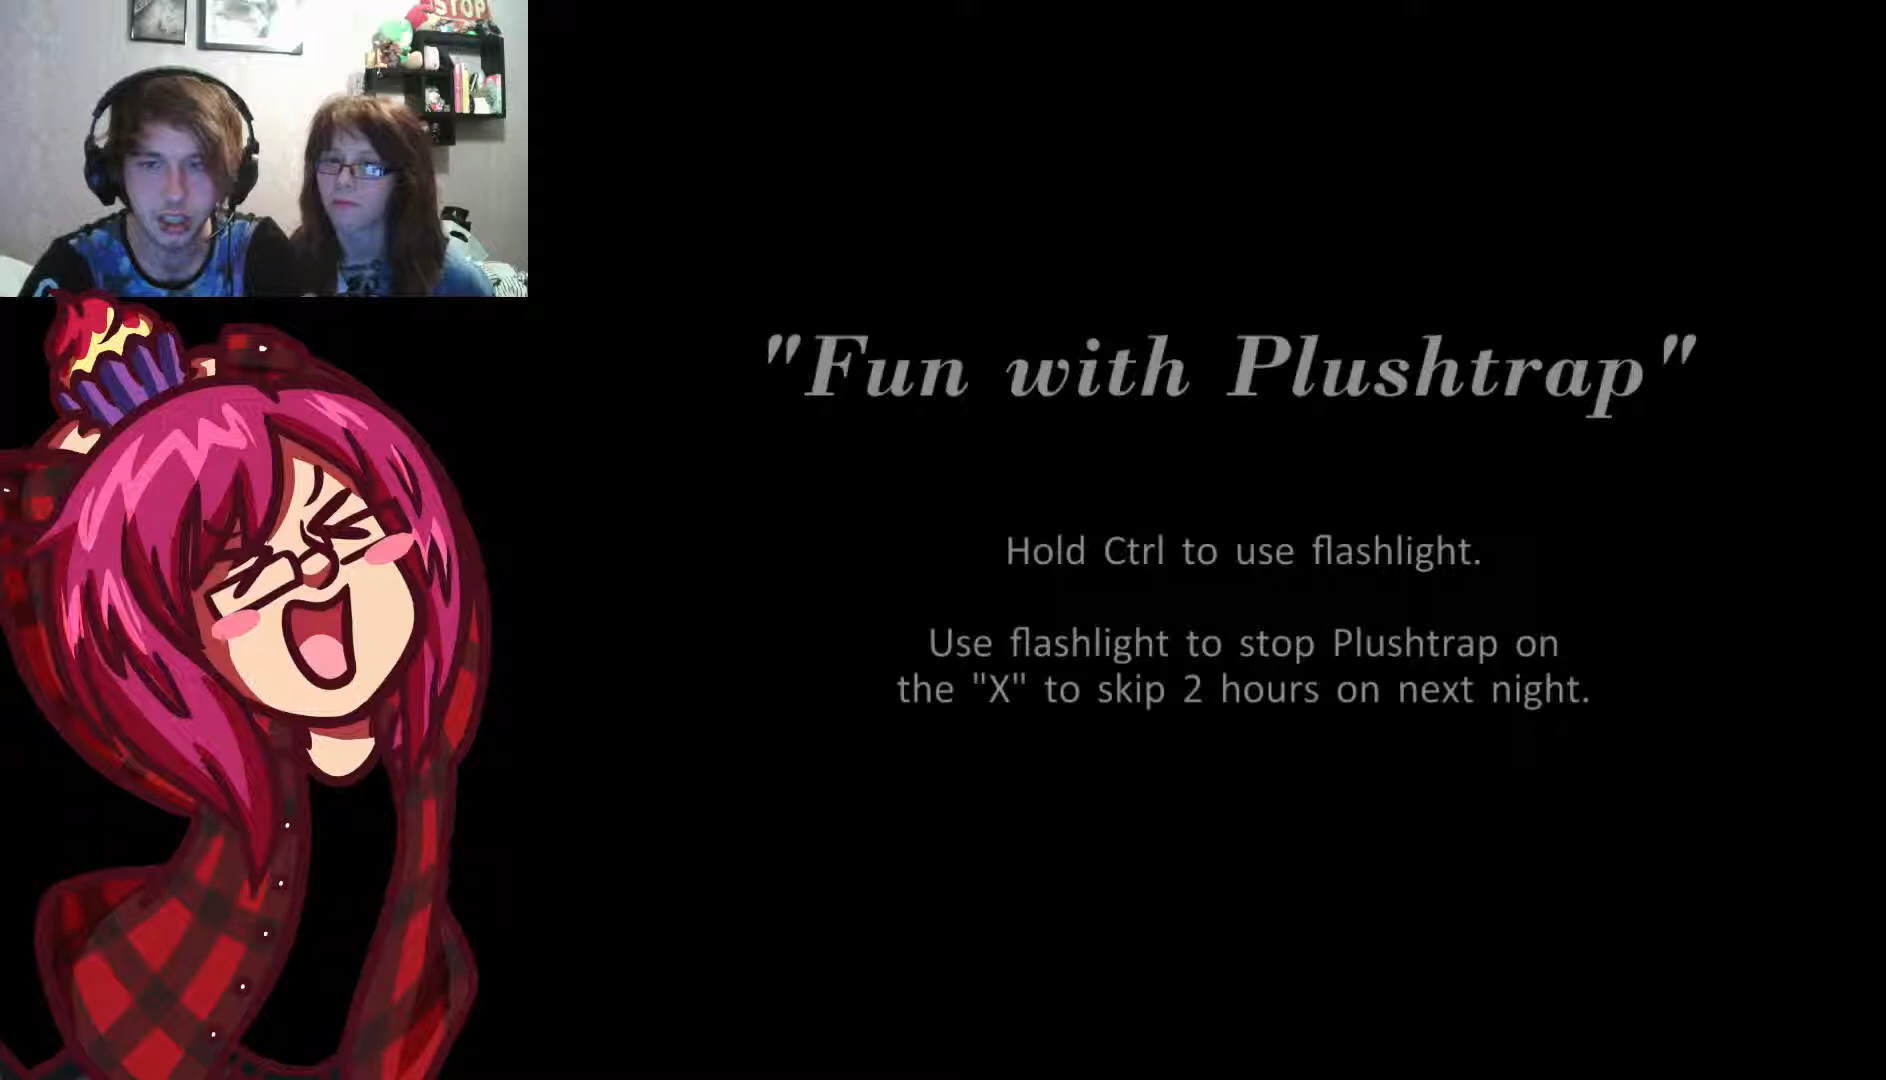 STOP
"Fun with Plushtrap"
Hold Ctrl to use flashlight.
Use flashlight to stop Plushtrap on
the "X" to skip 2 hours on next night.